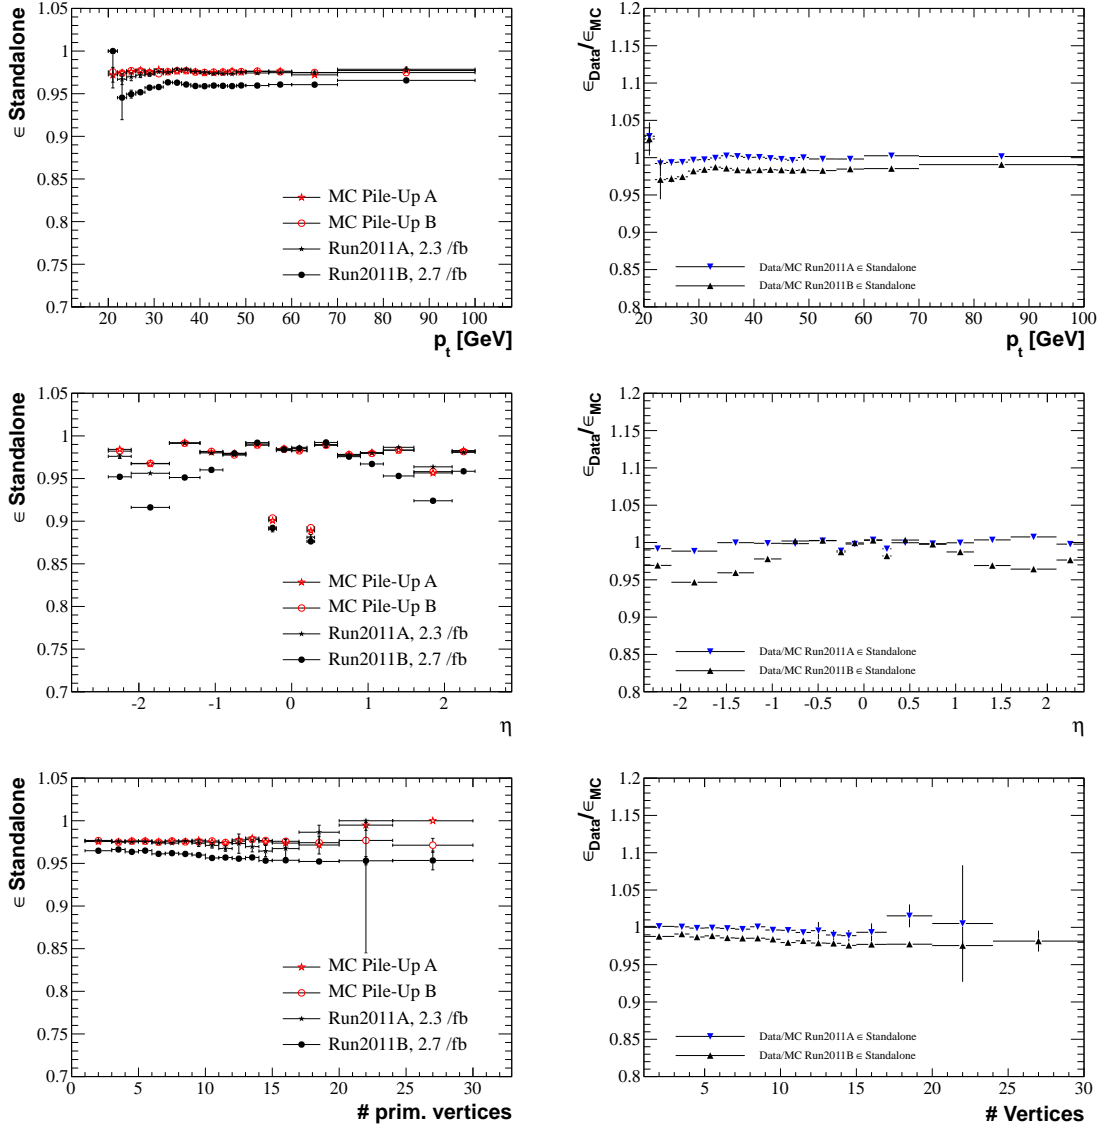 ϵ Standalone
1.05
1
0.95
0.9
0.85
0.8
0.75
0.7
MC Pile-Up A
MC Pile-Up B
Run2011A, 2.3 /fb
Run2011B, 2.7 /fb
20 30 40 50 60 70 80 90 100
p_t [GeV]
ϵ_Data/ϵ_MC
1.2
1.15
1.1
1.05
1
0.95
0.9
0.85
0.8
Data/MC Run2011A ϵ Standalone
Data/MC Run2011B ϵ Standalone
20 30 40 50 60 70 80 90 100
p_t [GeV]
ϵ Standalone
1.05
1
0.95
0.9
0.85
0.8
0.75
0.7
MC Pile-Up A
MC Pile-Up B
Run2011A, 2.3 /fb
Run2011B, 2.7 /fb
-2 -1 0 1 2
η
ϵ_Data/ϵ_MC
1.2
1.15
1.1
1.05
1
0.95
0.9
0.85
0.8
Data/MC Run2011A ϵ Standalone
Data/MC Run2011B ϵ Standalone
-2 -1.5 -1 -0.5 0 0.5 1 1.5 2
η
ϵ Standalone
1.05
1
0.95
0.9
0.85
0.8
0.75
0.7
MC Pile-Up A
MC Pile-Up B
Run2011A, 2.3 /fb
Run2011B, 2.7 /fb
0 5 10 15 20 25 30
# prim. vertices
ϵ_Data/ϵ_MC
1.2
1.15
1.1
1.05
1
0.95
0.9
0.85
0.8
Data/MC Run2011A ϵ Standalone
Data/MC Run2011B ϵ Standalone
5 10 15 20 25 30
# Vertices